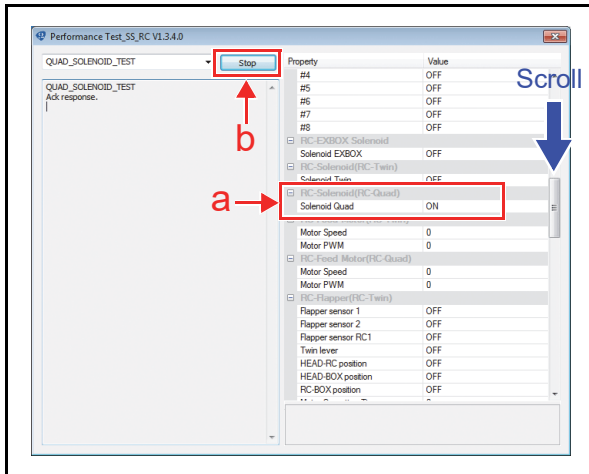 Performance Test_SS_RC V1.3.4.0
QUAD_SOLENOID_TEST
Stop
QUAD_SOLENOID_TEST
Ack response.
b
a
Scroll
Property Value
#4 OFF
#5 OFF
#6 OFF
#7 OFF
#8 OFF
RC-EXBOX Solenoid
Solenoid EXBOX OFF
RC-Solenoid(RC-Twin)
Solenoid Twin OFF
RC-Solenoid(RC-Quad)
Solenoid Quad ON
Motor Speed 0
Motor PWM 0
RC-Feed Motor(RC-Quad)
Motor Speed 0
Motor PWM 0
RC-Flapper(RC-Twin)
Flapper sensor 1 OFF
Flapper sensor 2 OFF
Flapper sensor RC1 OFF
Twin lever OFF
HEAD-RC position OFF
HEAD-BOX position OFF
RC-BOX position OFF